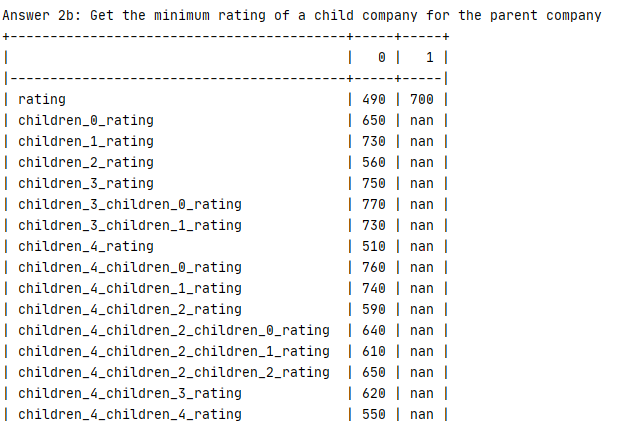 Answer 2b: Get the minimum rating of a child company for the parent company
+------------------------------------------+-----+-----+
|                                          |   0 |   1 |
|------------------------------------------+-----+-----|
| rating                                   | 490 | 700 |
| children_0_rating                        | 650 | nan |
| children_1_rating                        | 730 | nan |
| children_2_rating                        | 560 | nan |
| children_3_rating                        | 750 | nan |
| children_3_children_0_rating             | 770 | nan |
| children_3_children_1_rating             | 730 | nan |
| children_4_rating                        | 510 | nan |
| children_4_children_0_rating             | 760 | nan |
| children_4_children_1_rating             | 740 | nan |
| children_4_children_2_rating             | 590 | nan |
| children_4_children_2_children_0_rating  | 640 | nan |
| children_4_children_2_children_1_rating  | 610 | nan |
| children_4_children_2_children_2_rating  | 650 | nan |
| children_4_children_3_rating             | 620 | nan |
| children_4_children_4_rating             | 550 | nan |